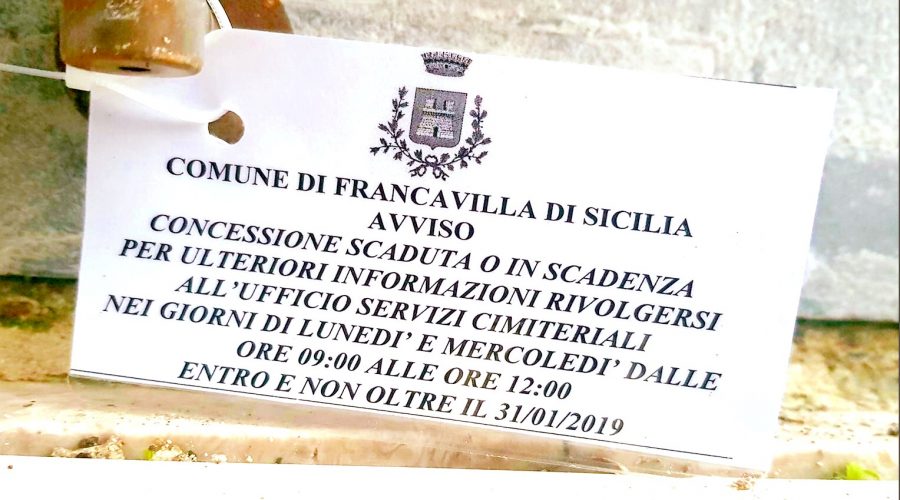 COMUNE DI FRANCAVILLA DI SICILIA
AVVISO
CONCESSIONE SCADUTA O IN SCADENZA
PER ULTERIORI INFORMAZIONI RIVOLGERSI
ALL'UFFICIO SERVIZI CIMITERIALI
NEI GIORNI DI LUNEDI' E MERCOLEDI' DALLE
ORE 09:00 ALLE ORE 12:00
ENTRO E NON OLTRE IL 31/01/2019